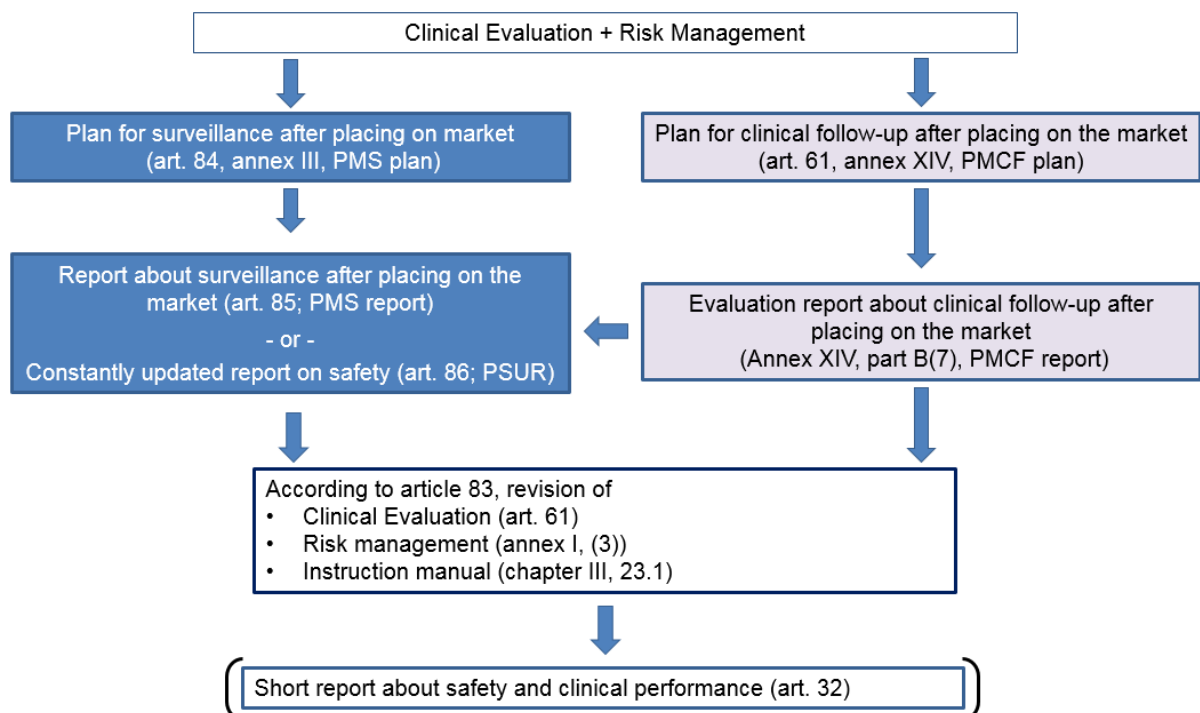 Clinical Evaluation + Risk Management
Plan for surveillance after placing on market
(art. 84, annex III, PMS plan)
Plan for clinical follow-up after placing on the market
(art. 61, annex XIV, PMCF plan)
Report about surveillance after placing on the
market (art. 85; PMS report)
- or -
Constantly updated report on safety (art. 86; PSUR)
Evaluation report about clinical follow-up after
placing on the market
(Annex XIV, part B(7), PMCF report)
According to article 83, revision of
• Clinical Evaluation (art. 61)
• Risk management (annex I, (3))
• Instruction manual (chapter III, 23.1)
Short report about safety and clinical performance (art. 32)